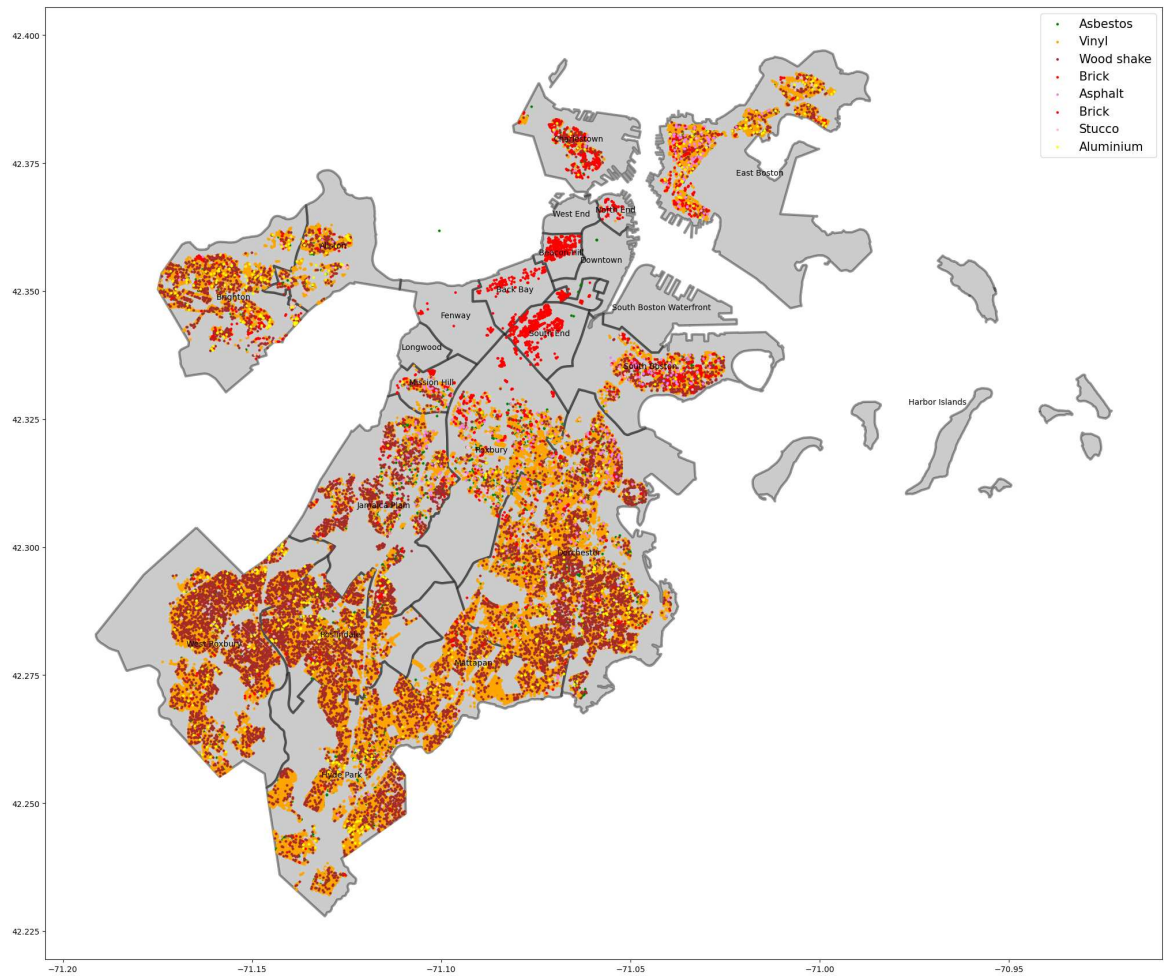 Asbestos
Vinyl
Wood shake
Brick
Asphalt
Brick
Stucco
Aluminium
42.400
42.375
42.350
42.325
42.300
42.275
42.250
42.225
Charlestown
East Boston
West End
North End
Beacon Hill
Downtown
Allston
Brighton
Back Bay
Fenway
South Boston Waterfront
South End
Longwood
South Boston
Mission Hill
Harbor Islands
Roxbury
Jamaica Plain
Dorchester
Roslindale
West Roxbury
Mattapan
Hyde Park
−71.20
−71.15
−71.10
−71.05
−71.00
−70.95